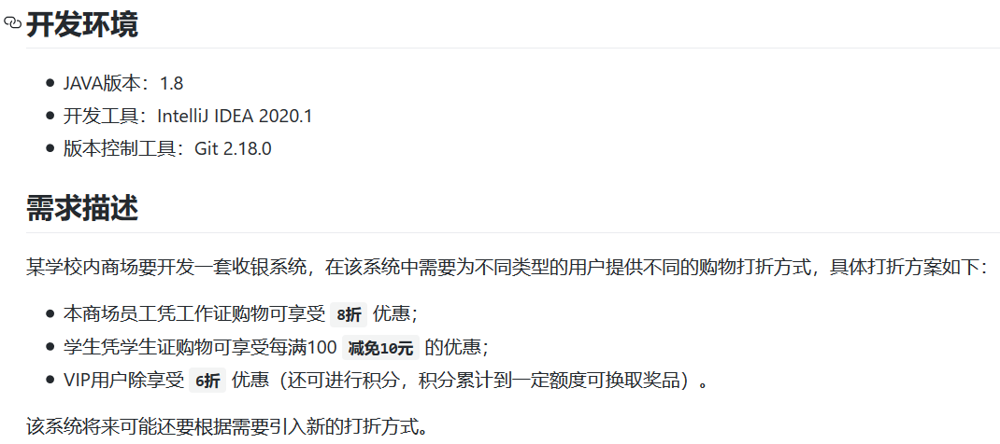 开发环境
JAVA版本：1.8
开发工具：IntelliJ IDEA 2020.1
版本控制工具：Git 2.18.0
需求描述
某学校内商场要开发一套收银系统，在该系统中需要为不同类型的用户提供不同的购物打折方式，具体打折方案如下：
本商场员工凭工作证购物可享受 8折 优惠；
学生凭学生证购物可享受每满100 减免10元 的优惠；
VIP用户除享受 6折 优惠（还可进行积分，积分累计到一定额度可换取奖品）。
该系统将来可能还要根据需要引入新的打折方式。